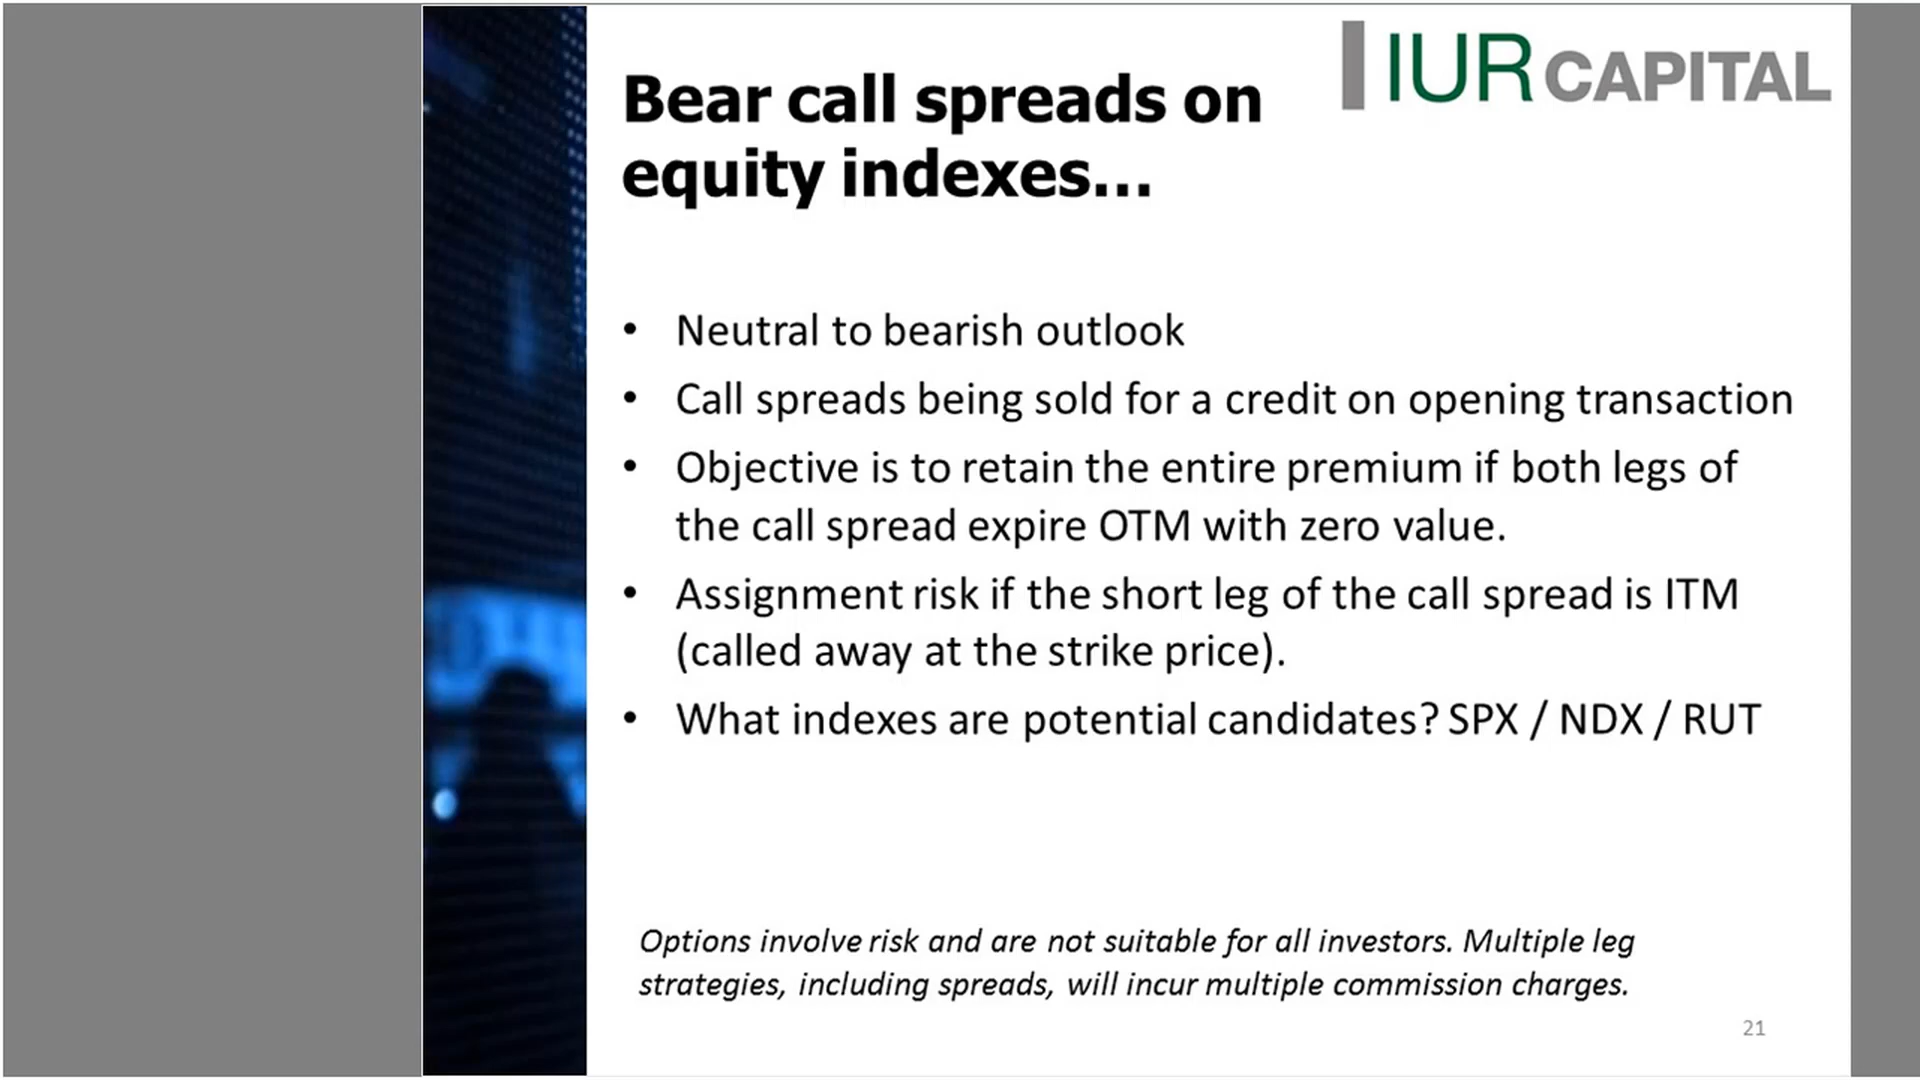 IUR CAPITAL
Bear call spreads on
equity indexes...
• Neutral to bearish outlook
• Call spreads being sold for a credit on opening transaction
• Objective is to retain the entire premium if both legs of
the call spread expire OTM with zero value.
• Assignment risk if the short leg of the call spread is ITM
(called away at the strike price).
• What indexes are potential candidates? SPX / NDX / RUT
Options involve risk and are not suitable for all investors. Multiple leg
strategies, including spreads, will incur multiple commission charges.
21